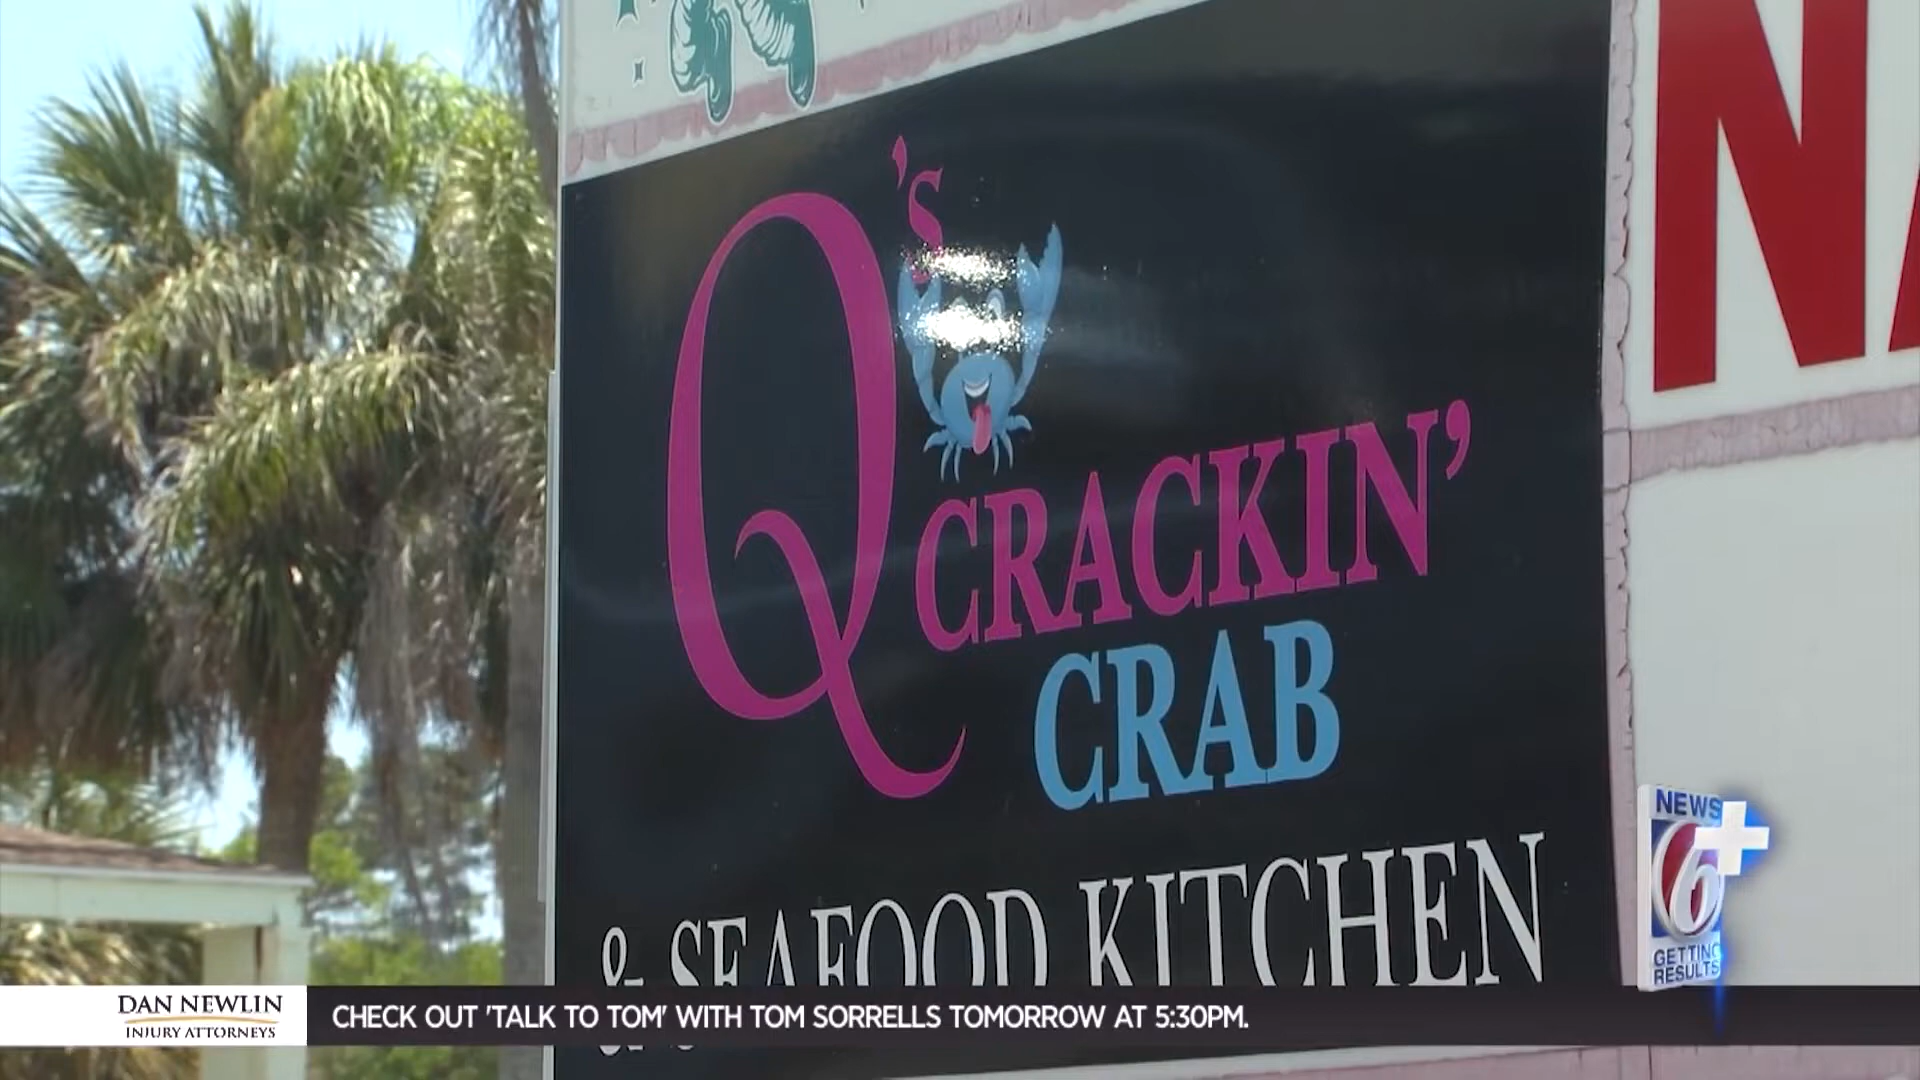 Q's
CRACKIN'
CRAB
& SEAFOOD KITCHEN
N
NEWS
6+
GETTING
RESULTS
DAN NEWLIN
INJURY ATTORNEYS
CHECK OUT 'TALK TO TOM' WITH TOM SORRELLS TOMORROW AT 5:30PM.